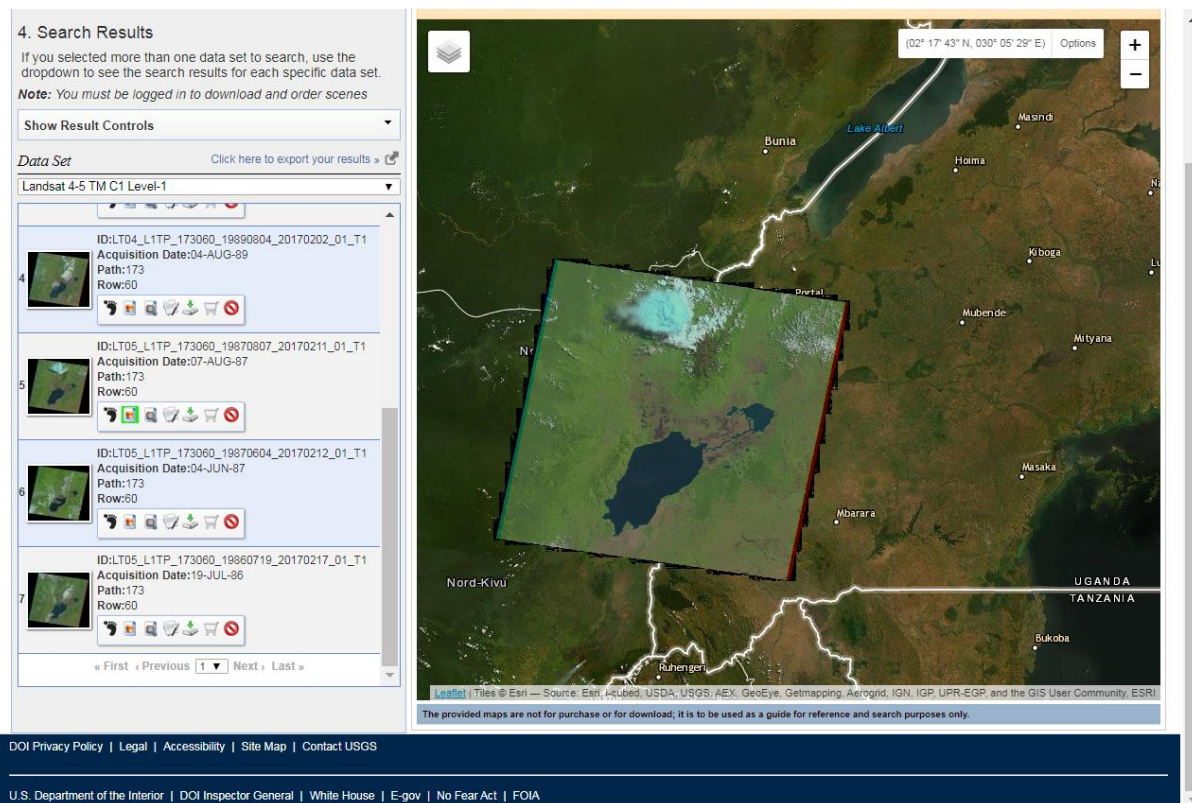 4. Search Results
If you selected more than one data set to search, use the
dropdown to see the search results for each specific data set.
Note: You must be logged in to download and order scenes
Show Result Controls
Data Set
Click here to export your results »
Landsat 4-5 TM C1 Level-1
4
ID:LT04_L1TP_173060_19890804_20170202_01_T1
Acquisition Date:04-AUG-89
Path:173
Row:60
5
ID:LT05_L1TP_173060_19870807_20170211_01_T1
Acquisition Date:07-AUG-87
Path:173
Row:60
6
ID:LT05_L1TP_173060_19870604_20170212_01_T1
Acquisition Date:04-JUN-87
Path:173
Row:60
7
ID:LT05_L1TP_173060_19860719_20170217_01_T1
Acquisition Date:19-JUL-86
Path:173
Row:60
« First ‹ Previous 1 Next › Last »
(02° 17' 43" N, 030° 05' 29" E) Options
+
−
Masindi
Lake Albert
Bunia
Hoima
Kiboga
Portal
Mubende
Mityana
Masaka
Mbarara
Nord-Kivu
UGANDA
TANZANIA
Bukoba
Ruhengeri
Leaflet | Tiles © Esri — Source: Esri, i-cubed, USDA, USGS, AEX, GeoEye, Getmapping, Aerogrid, IGN, IGP, UPR-EGP, and the GIS User Community, ESRI
The provided maps are not for purchase or for download; it is to be used as a guide for reference and search purposes only.
DOI Privacy Policy | Legal | Accessibility | Site Map | Contact USGS
U.S. Department of the Interior | DOI Inspector General | White House | E-gov | No Fear Act | FOIA